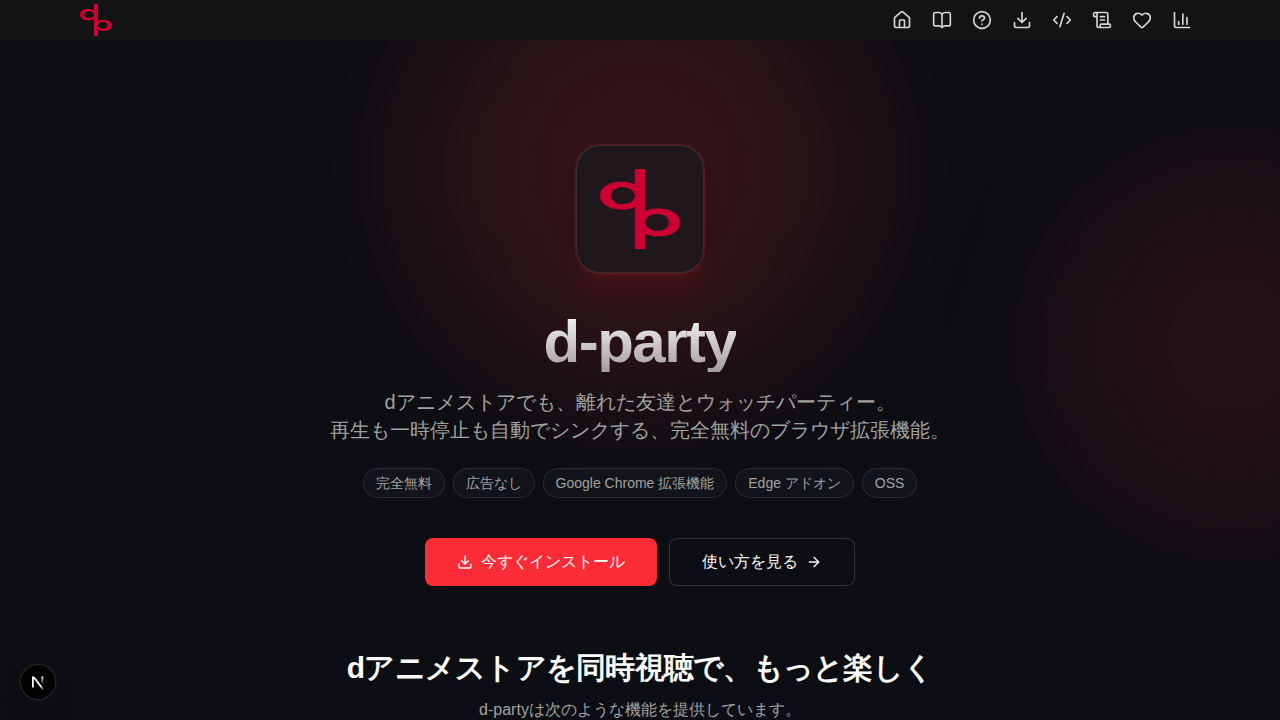 d-party
dアニメストアでも、離れた友達とウォッチパーティー。
再生も一時停止も自動でシンクする、完全無料のブラウザ拡張機能。
完全無料
広告なし
Google Chrome 拡張機能
Edge アドオン
OSS
今すぐインストール
使い方を見る
dアニメストアを同時視聴で、もっと楽しく
d-partyは次のような機能を提供しています。